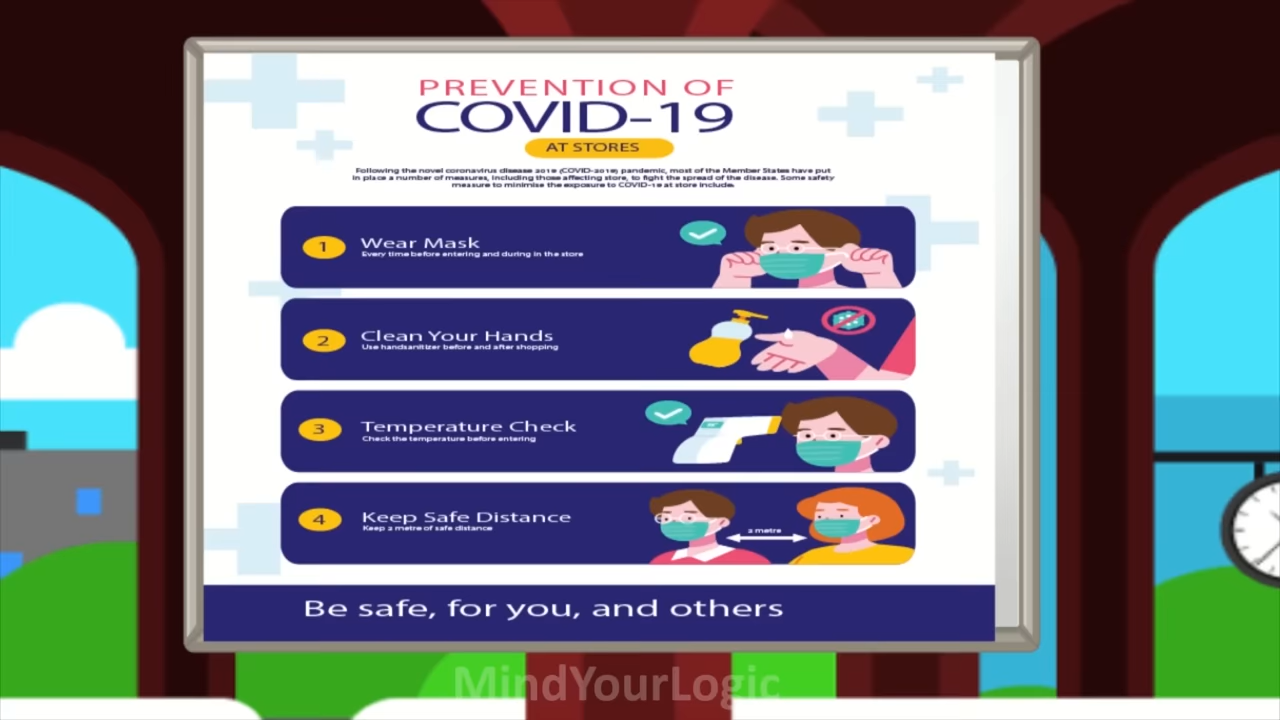 PREVENTION OF
COVID-19
AT STORES
Following the novel coronavirus disease 2019 (COVID-2019) pandemic, most of the Member States have put
in place a number of measures, including those affecting store, to fight the spread of the disease. Some safety
measure to minimise the exposure to COVID-19 at store include:
1 Wear Mask
Every time before entering and during in the store
2 Clean Your Hands
Use handsanitizer before and after shopping
3 Temperature Check
Check the temperature before entering
4 Keep Safe Distance
Keep 2 metre of safe distance
2 metre
Be safe, for you, and others
MindYourLogic